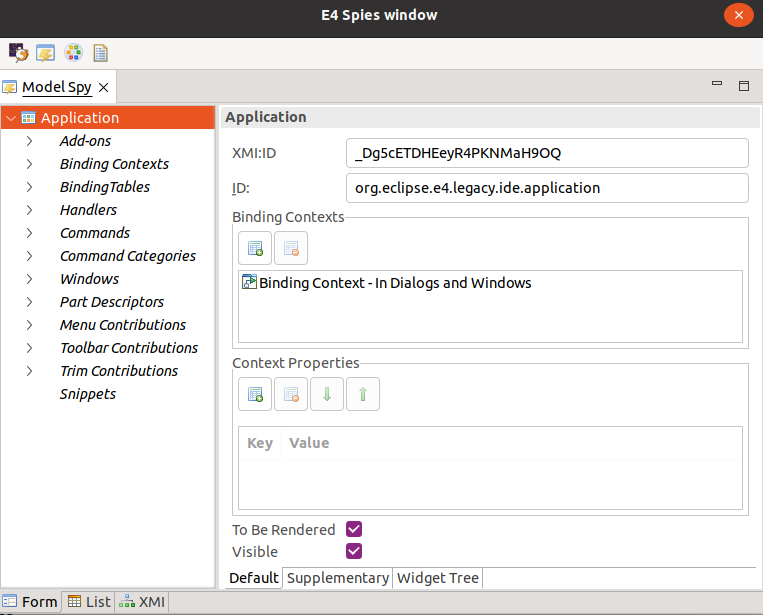 E4 Spies window
Model Spy
Application
Add-ons
Binding Contexts
BindingTables
Handlers
Commands
Command Categories
Windows
Part Descriptors
Menu Contributions
Toolbar Contributions
Trim Contributions
Snippets
Application
XMI:ID _Dg5cETDHEeyR4PKNMaH9OQ
ID: org.eclipse.e4.legacy.ide.application
Binding Contexts
Binding Context - In Dialogs and Windows
Context Properties
Key Value
To Be Rendered
Visible
Default Supplementary Widget Tree
Form List XMI